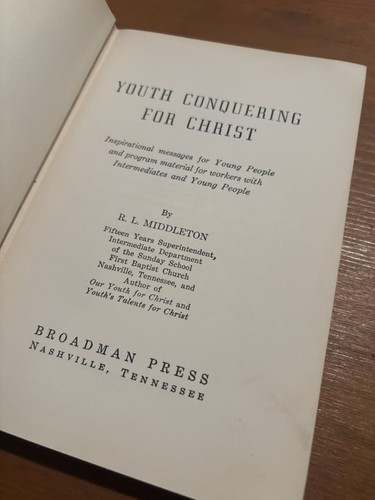 YOUTH CONQUERING
FOR CHRIST
Inspirational messages for Young People
and program material for workers with
Intermediates and Young People
By
R. L. MIDDLETON
Fifteen Years Superintendent,
Intermediate Department
of the Sunday School
First Baptist Church
Nashville, Tennessee, and
Author of
Our Youth for Christ and
Youth's Talents for Christ
BROADMAN PRESS
NASHVILLE, TENNESSEE